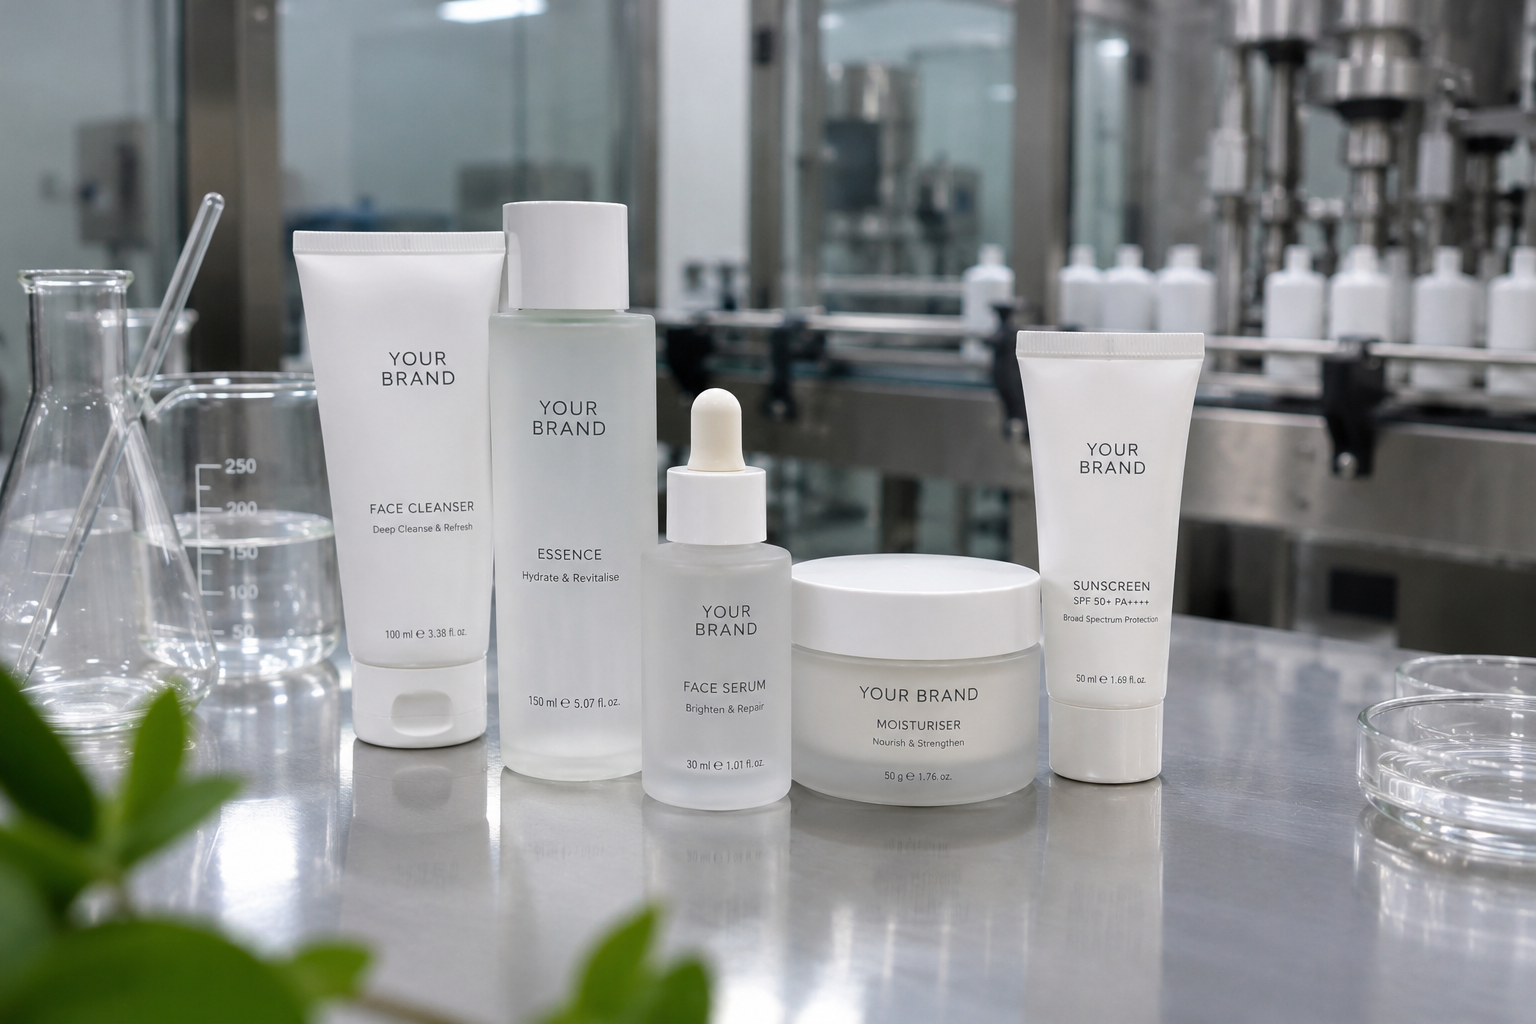 250
200
150
100
50
YOUR
BRAND
FACE CLEANSER
Deep Cleanse & Refresh
100 ml ℮ 3.38 fl. oz.
YOUR
BRAND
ESSENCE
Hydrate & Revitalise
150 ml ℮ 5.07 fl. oz.
YOUR
BRAND
FACE SERUM
Brighten & Repair
30 ml ℮ 1.01 fl. oz.
YOUR BRAND
MOISTURISER
Nourish & Strengthen
50 g ℮ 1.76. oz.
YOUR
BRAND
SUNSCREEN
SPF 50+ PA++++
Broad Spectrum Protection
50 ml ℮ 1.69 fl. oz.